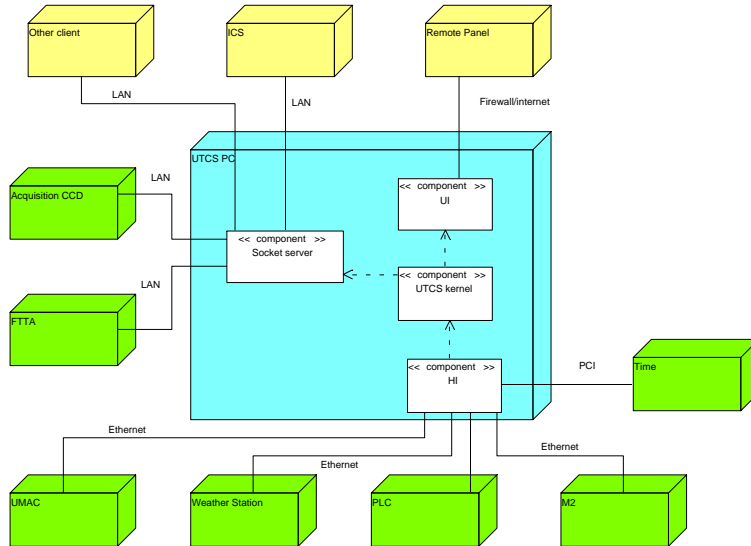 Other client
ICS
Remote Panel
LAN
LAN
Firewall/internet
UTCS PC
Acquisition CCD
LAN
<< component >>
UI
<< component >>
Socket server
<< component >>
UTCS kernel
LAN
FTTA
<< component >>
HI
PCI
Time
Ethernet
Ethernet
Ethernet
UMAC
Weather Station
PLC
M2